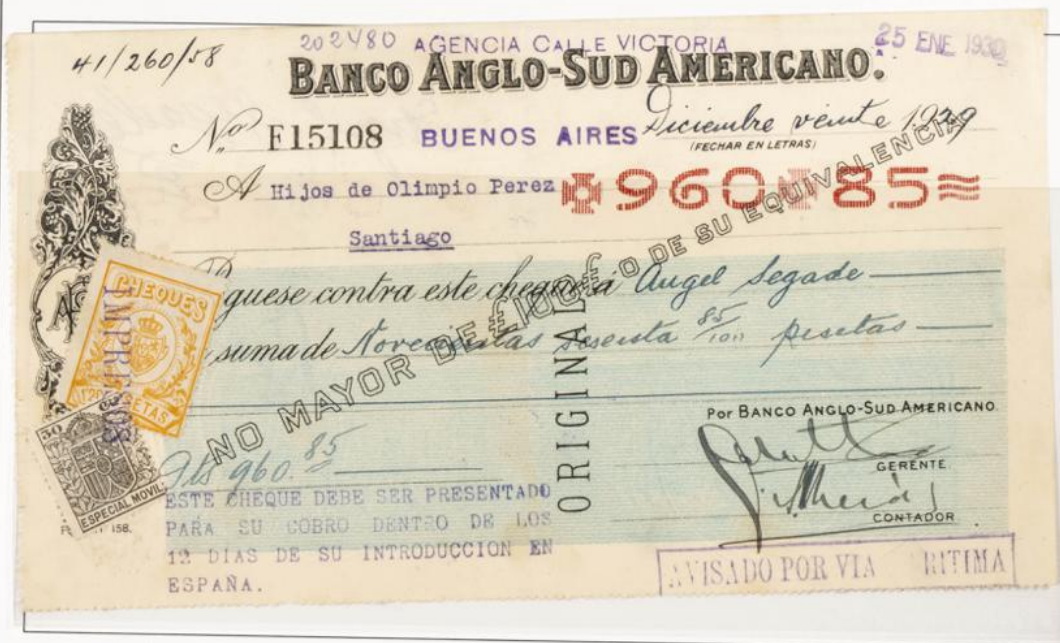 41/260/58
202480 AGENCIA CALLE VICTORIA
25 ENE 1930
BANCO ANGLO-SUD AMERICANO.
Nº F15108 BUENOS AIRES Diciembre veinte 1929
(FECHAR EN LETRAS)
A Hijos de Olimpio Perez 960 85
Santiago
guese contra este cheque á Angel Segade
suma de Novecientas sesenta 85/100 pesetas
NO MAYOR DE £100-£ O DE SU EQUIVALENCIA
ORIGINAL
CHEQUES
PESETAS
50
ESPECIAL MOVIL
158.
Pts 960.85
ESTE CHEQUE DEBE SER PRESENTADO
PARA SU COBRO DENTRO DE LOS
12 DIAS DE SU INTRODUCCION EN
ESPAÑA.
Por BANCO ANGLO-SUD AMERICANO
GERENTE
CONTADOR
AVISADO POR VIA RITIMA